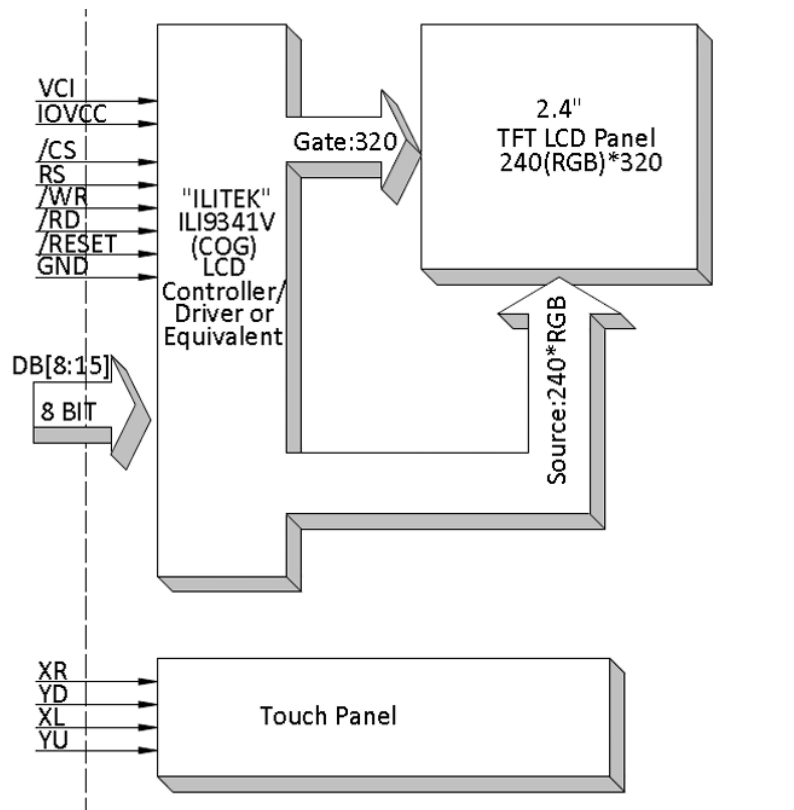 VCI
IOVCC
/CS
RS
/WR
/RD
/RESET
GND
DB[8:15]
8 BIT
"ILITEK"
ILI9341V
(COG)
LCD
Controller/
Driver or
Equivalent
Gate:320
2.4"
TFT LCD Panel
240(RGB)*320
Source:240*RGB
XR
YD
XL
YU
Touch Panel